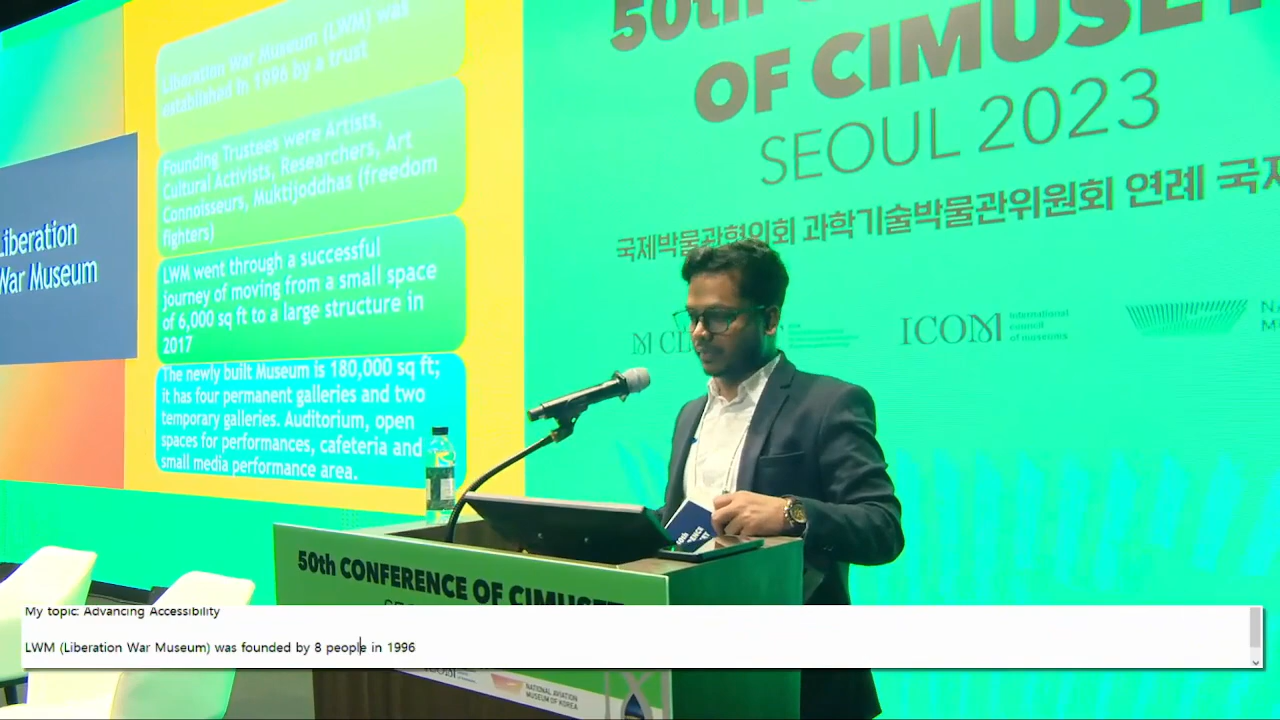 Liberation
War Museum
Liberation War Museum (LWM) was
established in 1996 by a trust
Founding Trustees were Artists,
Cultural Activists, Researchers, Art
Connoisseurs, Muktijoddhas (freedom
fighters)
LWM went through a successful
journey of moving from a small space
of 6,000 sq ft to a large structure in
2017
The newly built Museum is 180,000 sq ft;
it has four permanent galleries and two
temporary galleries. Auditorium, open
spaces for performances, cafeteria and
small media performance area.
50th
OF CIMUSET
SEOUL 2023
국제박물관협의회 과학기술박물관위원회 연례 국제
ICOM
international
council
of museums
50th CONFERENCE OF CIMUSET
My topic: Advancing Accessibility
LWM (Liberation War Museum) was founded by 8 people in 1996
NATIONAL AVIATION
MUSEUM OF KOREA